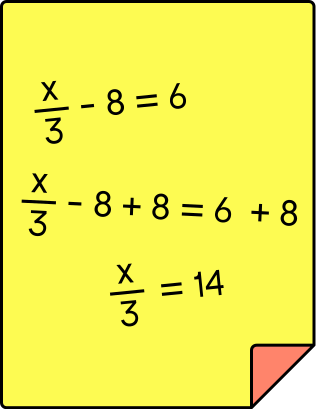 x/3 - 8 = 6
x/3 - 8 + 8 = 6 + 8
x/3 = 14